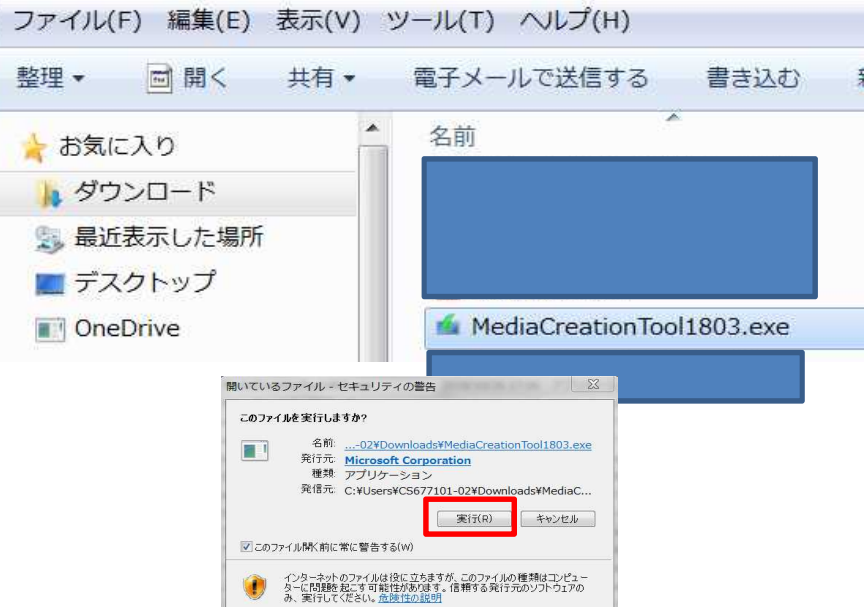 ファイル(F) 編集(E) 表示(V) ツール(T) ヘルプ(H)
整理 開く 共有 電子メールで送信する 書き込む
お気に入り
名前
ダウンロード
最近表示した場所
デスクトップ
OneDrive
MediaCreationTool1803.exe
開いているファイル - セキュリティの警告
このファイルを実行しますか?
名前: ...-02¥Downloads¥MediaCreationTool1803.exe
発行元: Microsoft Corporation
種類: アプリケーション
発信元: C:¥Users¥CS677101-02¥Downloads¥MediaC...
実行(R) キャンセル
このファイル開く前に常に警告する(W)
インターネットのファイルは役に立ちますが、このファイルの種類はコンピュー
ターに問題を起こす可能性があります。信頼する発行元のソフトウェアの
み、実行してください。危険性の説明